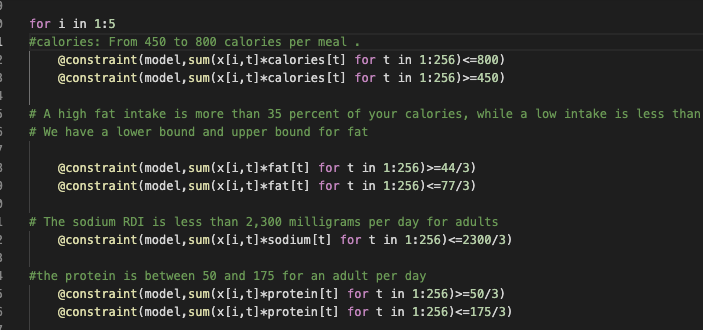 for i in 1:5
#calories: From 450 to 800 calories per meal .
@constraint(model,sum(x[i,t]*calories[t] for t in 1:256)<=800)
@constraint(model,sum(x[i,t]*calories[t] for t in 1:256)>=450)
# A high fat intake is more than 35 percent of your calories, while a low intake is less than
# We have a lower bound and upper bound for fat
@constraint(model,sum(x[i,t]*fat[t] for t in 1:256)>=44/3)
@constraint(model,sum(x[i,t]*fat[t] for t in 1:256)<=77/3)
# The sodium RDI is less than 2,300 milligrams per day for adults
@constraint(model,sum(x[i,t]*sodium[t] for t in 1:256)<=2300/3)
#the protein is between 50 and 175 for an adult per day
@constraint(model,sum(x[i,t]*protein[t] for t in 1:256)>=50/3)
@constraint(model,sum(x[i,t]*protein[t] for t in 1:256)<=175/3)